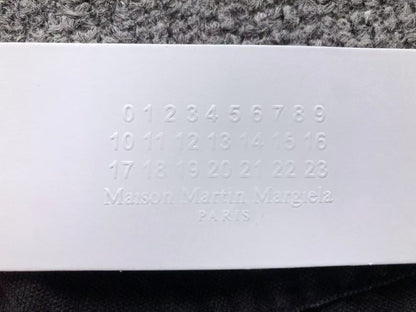 0 1 2 3 4 5 6 7 8 9
10 11 12 13 14 15 16
17 18 19 20 21 22 23
Maison Martin Margiela
PARIS